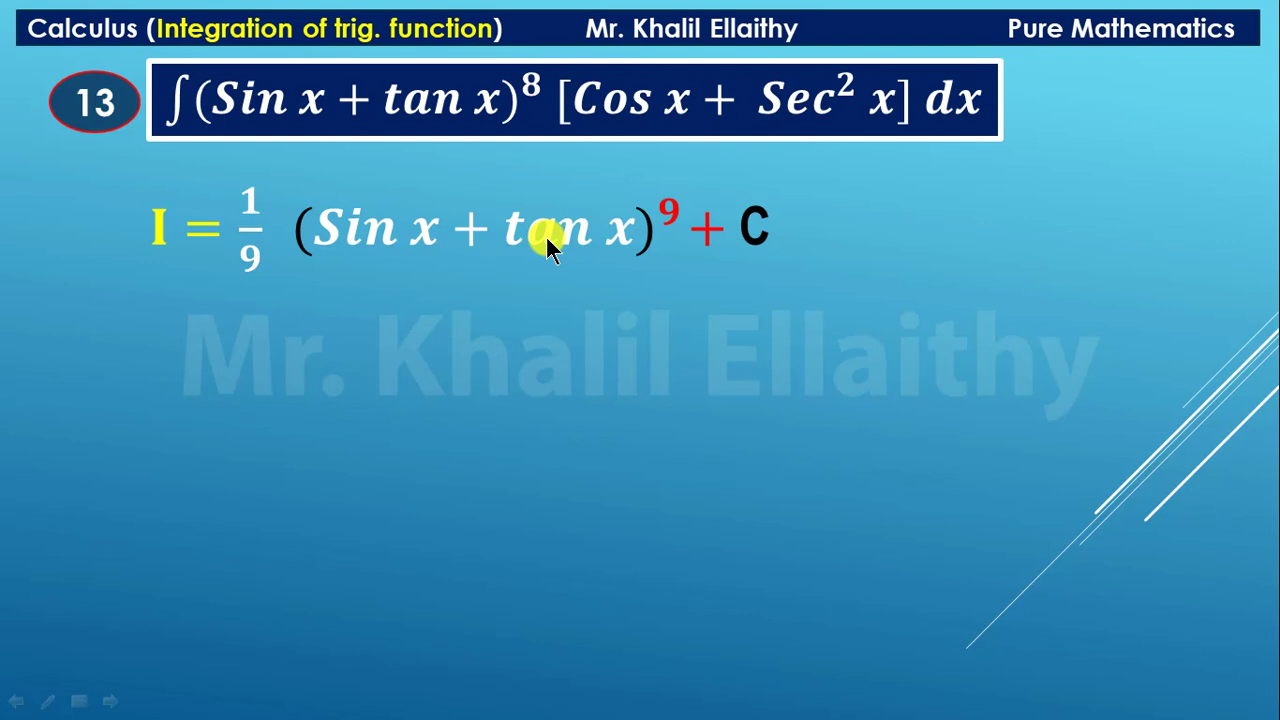 Calculus (Integration of trig. function) Mr. Khalil Ellaithy Pure Mathematics
13 ∫(Sin x + tan x)⁸ [Cos x + Sec² x] dx
I = 1/9 (Sin x + tan x)⁹ + C
Mr. Khalil Ellaithy